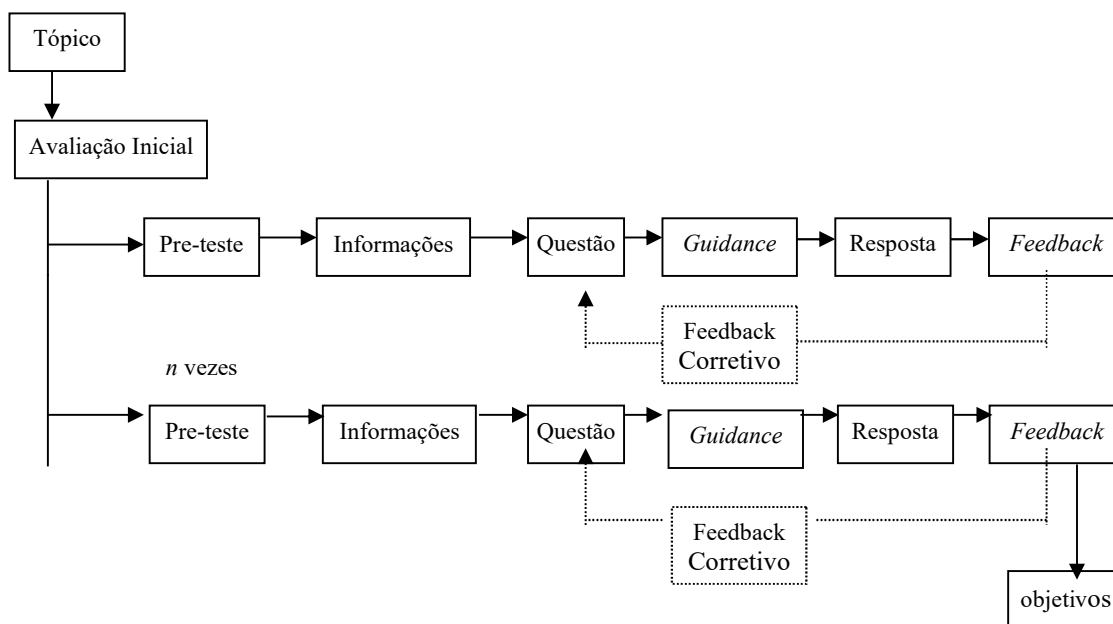 Tópico
Avaliação Inicial
Pre-teste
Informações
Questão
Guidance
Resposta
Feedback
Feedback
Corretivo
n vezes
Pre-teste
Informações
Questão
Guidance
Resposta
Feedback
Feedback
Corretivo
objetivos